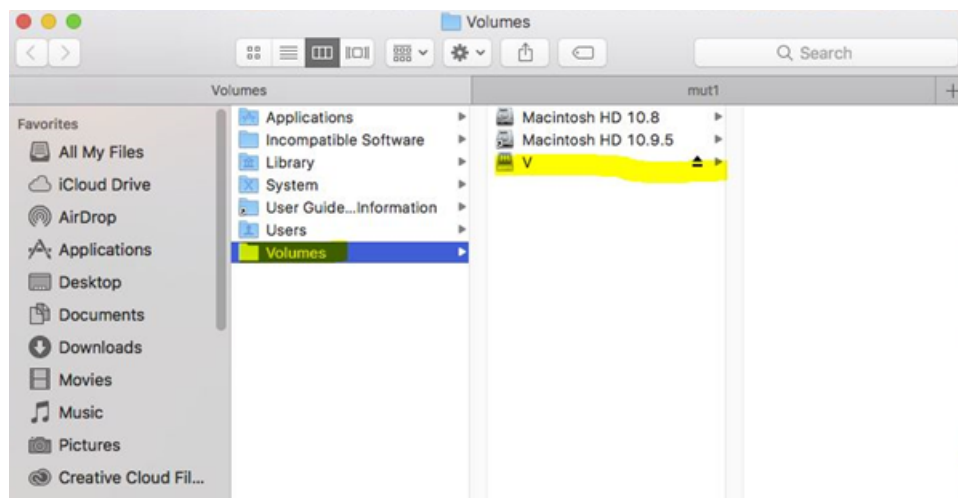 Volumes
Search
Volumes
mut1
Favorites
All My Files
iCloud Drive
AirDrop
Applications
Desktop
Documents
Downloads
Movies
Music
Pictures
Creative Cloud Fil...
Applications
Incompatible Software
Library
System
User Guide...Information
Users
Volumes
Macintosh HD 10.8
Macintosh HD 10.9.5
V